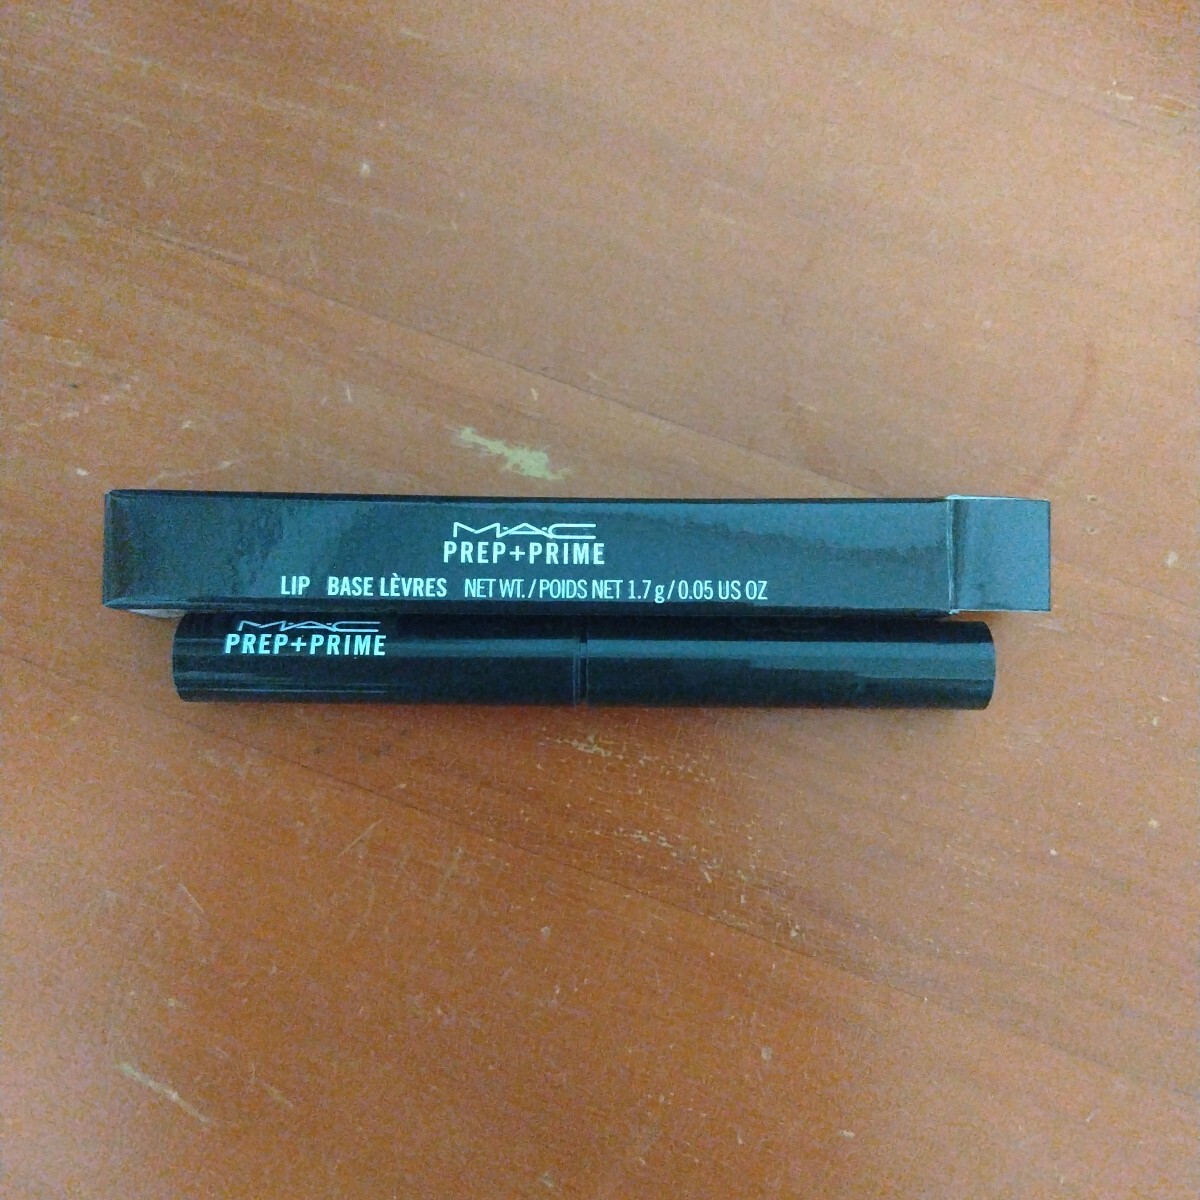 M·A·C
PREP+PRIME
LIP BASE LÈVRES NET WT./POIDS NET 1.7 g/0.05 US OZ
M·A·C
PREP+PRIME